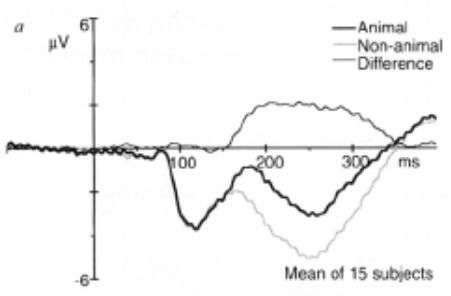 a
6
μV
Animal
Non-animal
Difference
100
200
300
ms
-6
Mean of 15 subjects